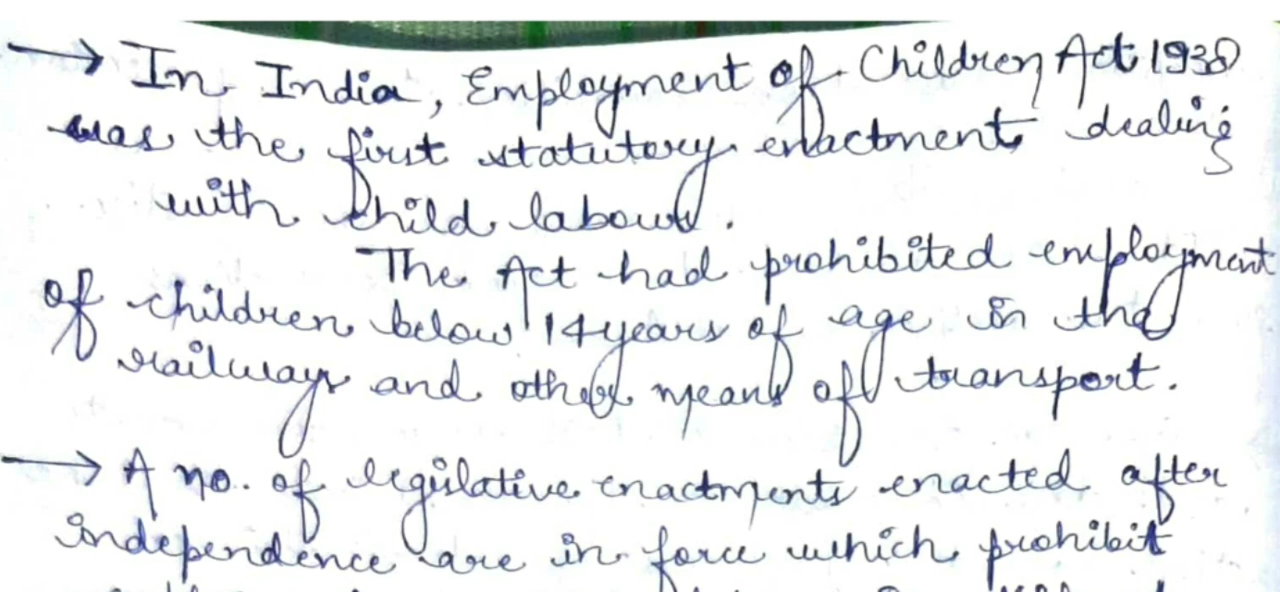 → In India, Employment of Children Act 1938
was the first statutory enactment dealing
with child labour.
The Act had prohibited employment
of children below 14 years of age in the
railways and other means of transport.
→ A no. of legislative enactments enacted after
independence are in force which prohibit